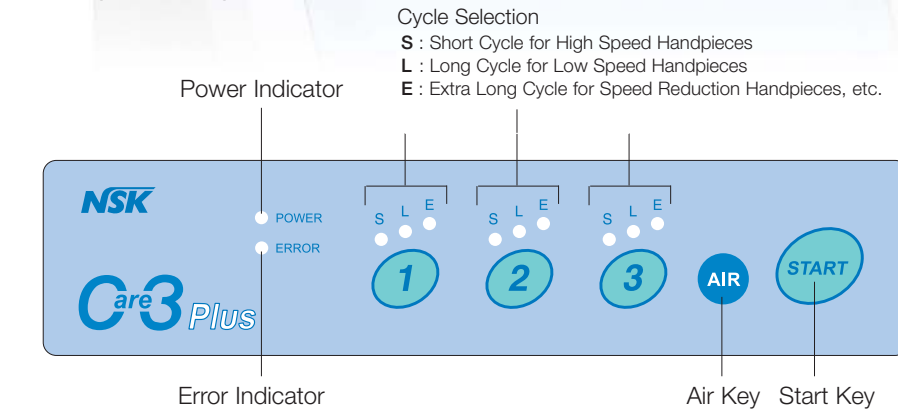 Cycle Selection
S : Short Cycle for High Speed Handpieces
L : Long Cycle for Low Speed Handpieces
E : Extra Long Cycle for Speed Reduction Handpieces, etc.
Power Indicator
NSK
POWER
ERROR
S L E
S L E
S L E
1
2
3
AIR
START
Care3 Plus
Error Indicator
Air Key
Start Key